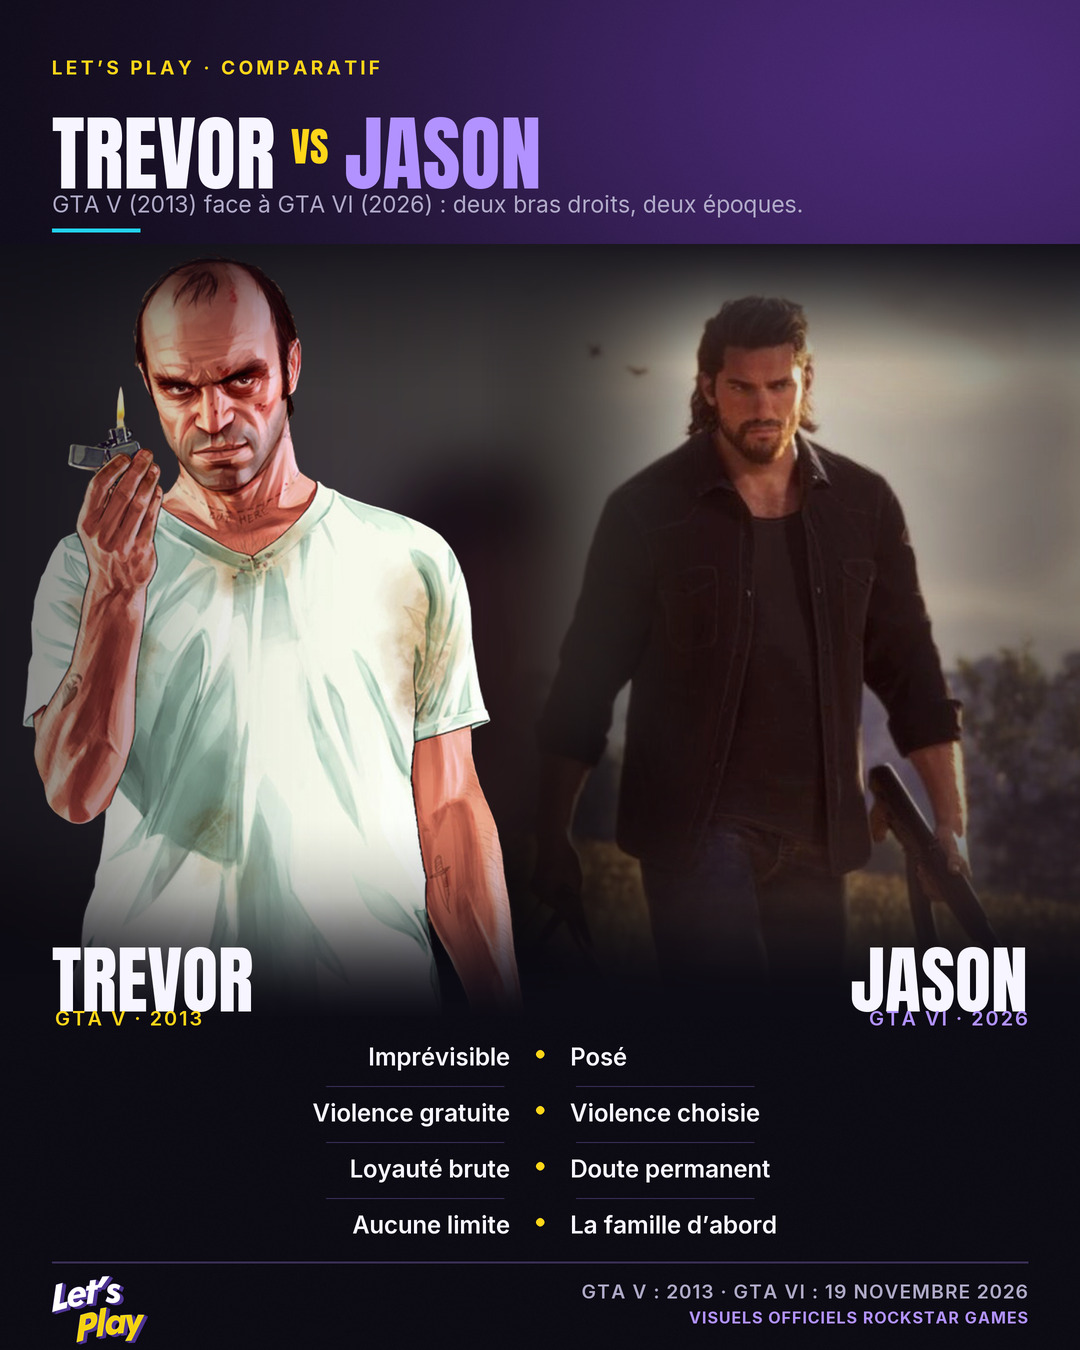 LET’S PLAY · COMPARATIF
TREVOR VS JASON
GTA V (2013) face à GTA VI (2026) : deux bras droits, deux époques.
TREVOR
GTA V · 2013
JASON
GTA VI · 2026
Imprévisible • Posé
Violence gratuite • Violence choisie
Loyauté brute • Doute permanent
Aucune limite • La famille d’abord
Let’s
Play
GTA V : 2013 · GTA VI : 19 NOVEMBRE 2026
VISUELS OFFICIELS ROCKSTAR GAMES